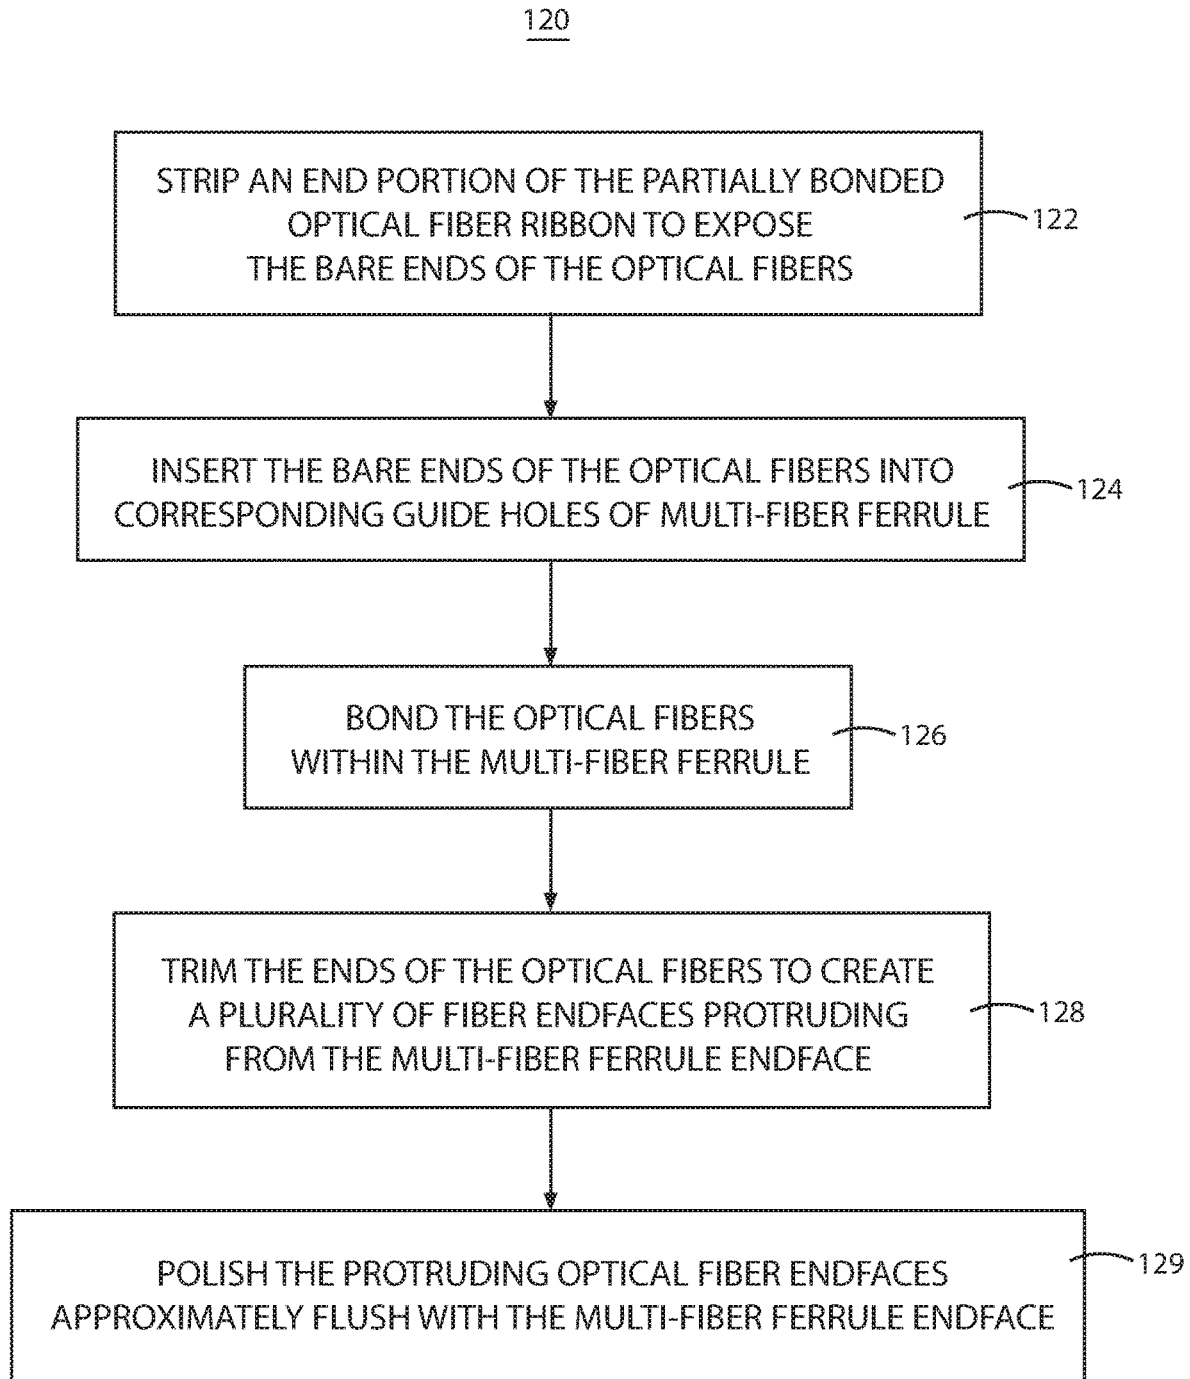 120
STRIP AN END PORTION OF THE PARTIALLY BONDED
OPTICAL FIBER RIBBON TO EXPOSE
THE BARE ENDS OF THE OPTICAL FIBERS
122
INSERT THE BARE ENDS OF THE OPTICAL FIBERS INTO
CORRESPONDING GUIDE HOLES OF MULTI-FIBER FERRULE
124
BOND THE OPTICAL FIBERS
WITHIN THE MULTI-FIBER FERRULE
126
TRIM THE ENDS OF THE OPTICAL FIBERS TO CREATE
A PLURALITY OF FIBER ENDFACES PROTRUDING
FROM THE MULTI-FIBER FERRULE ENDFACE
128
POLISH THE PROTRUDING OPTICAL FIBER ENDFACES
APPROXIMATELY FLUSH WITH THE MULTI-FIBER FERRULE ENDFACE
129